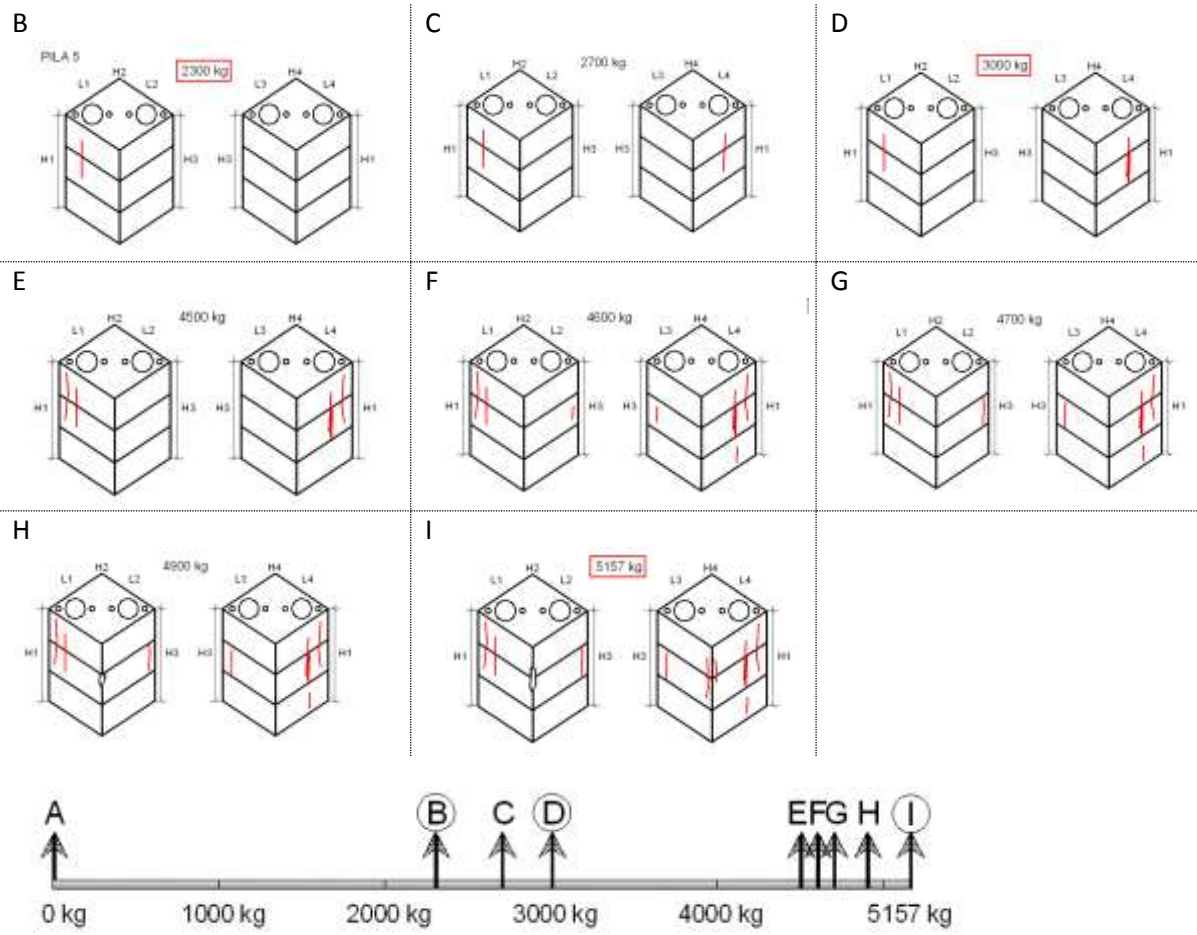 B
C
D
PILA 5
2300 kg
2700 kg
3000 kg
H2
H4
H2
H4
H2
H4
L1
L2
L3
L4
L1
L2
L3
L4
L1
L2
L3
L4
H1
H3
H3
H1
H1
H3
H3
H1
H1
H3
H3
H1
E
F
G
4500 kg
4600 kg
4700 kg
H2
H4
H2
H4
H2
H4
L1
L2
L3
L4
L1
L2
L3
L4
L1
L2
L3
L4
H1
H3
H3
H1
H1
H3
H3
H1
H1
H3
H3
H1
H
I
4900 kg
5157 kg
H2
H4
H2
H4
L1
L2
L3
L4
L1
L2
L3
L4
H1
H3
H3
H1
H1
H3
H3
H1
A B C D E F G H I
0 kg 1000 kg 2000 kg 3000 kg 4000 kg 5157 kg